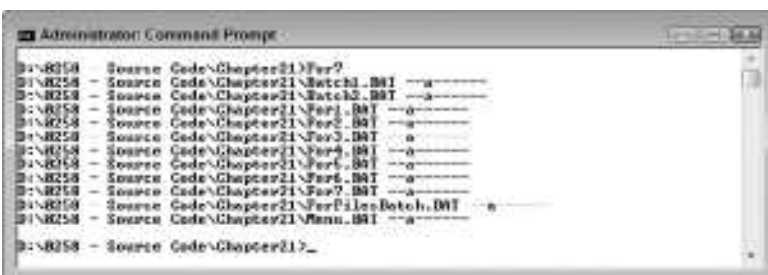 Administrator: Command Prompt
D:\0258 - Source Code\Chapter21>For7
D:\0258 - Source Code\Chapter21\Batch1.BAT --a------
D:\0258 - Source Code\Chapter21\Batch2.BAT --a------
D:\0258 - Source Code\Chapter21\For1.BAT --a------
D:\0258 - Source Code\Chapter21\For2.BAT --a------
D:\0258 - Source Code\Chapter21\For3.BAT --a------
D:\0258 - Source Code\Chapter21\For4.BAT --a------
D:\0258 - Source Code\Chapter21\For5.BAT --a------
D:\0258 - Source Code\Chapter21\For6.BAT --a------
D:\0258 - Source Code\Chapter21\For7.BAT --a------
D:\0258 - Source Code\Chapter21\ForFilesBatch.BAT --a------
D:\0258 - Source Code\Chapter21\Menu.BAT --a------
D:\0258 - Source Code\Chapter21>_